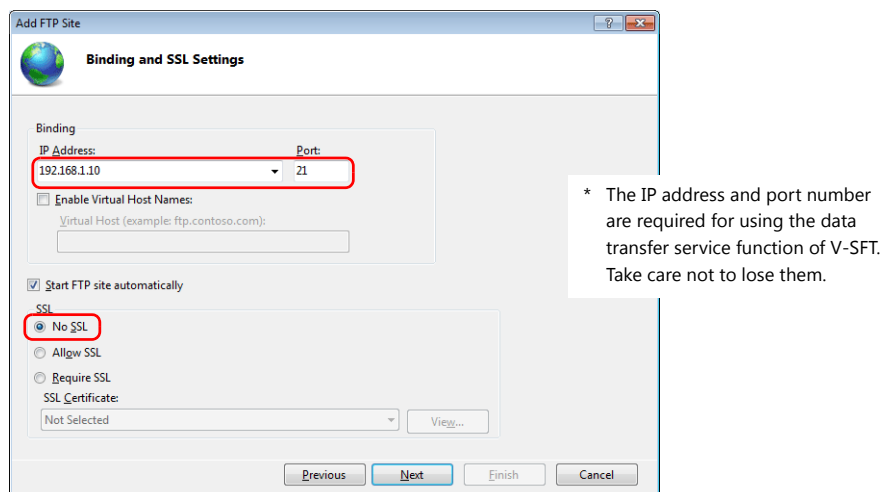 Add FTP Site
Binding and SSL Settings
Binding
IP Address:
Port:
192.168.1.10
21
Enable Virtual Host Names:
Virtual Host (example: ftp.contoso.com):
* The IP address and port number
are required for using the data
transfer service function of V-SFT.
Take care not to lose them.
Start FTP site automatically
SSL
No SSL
Allow SSL
Require SSL
SSL Certificate:
Not Selected
View...
Previous
Next
Finish
Cancel